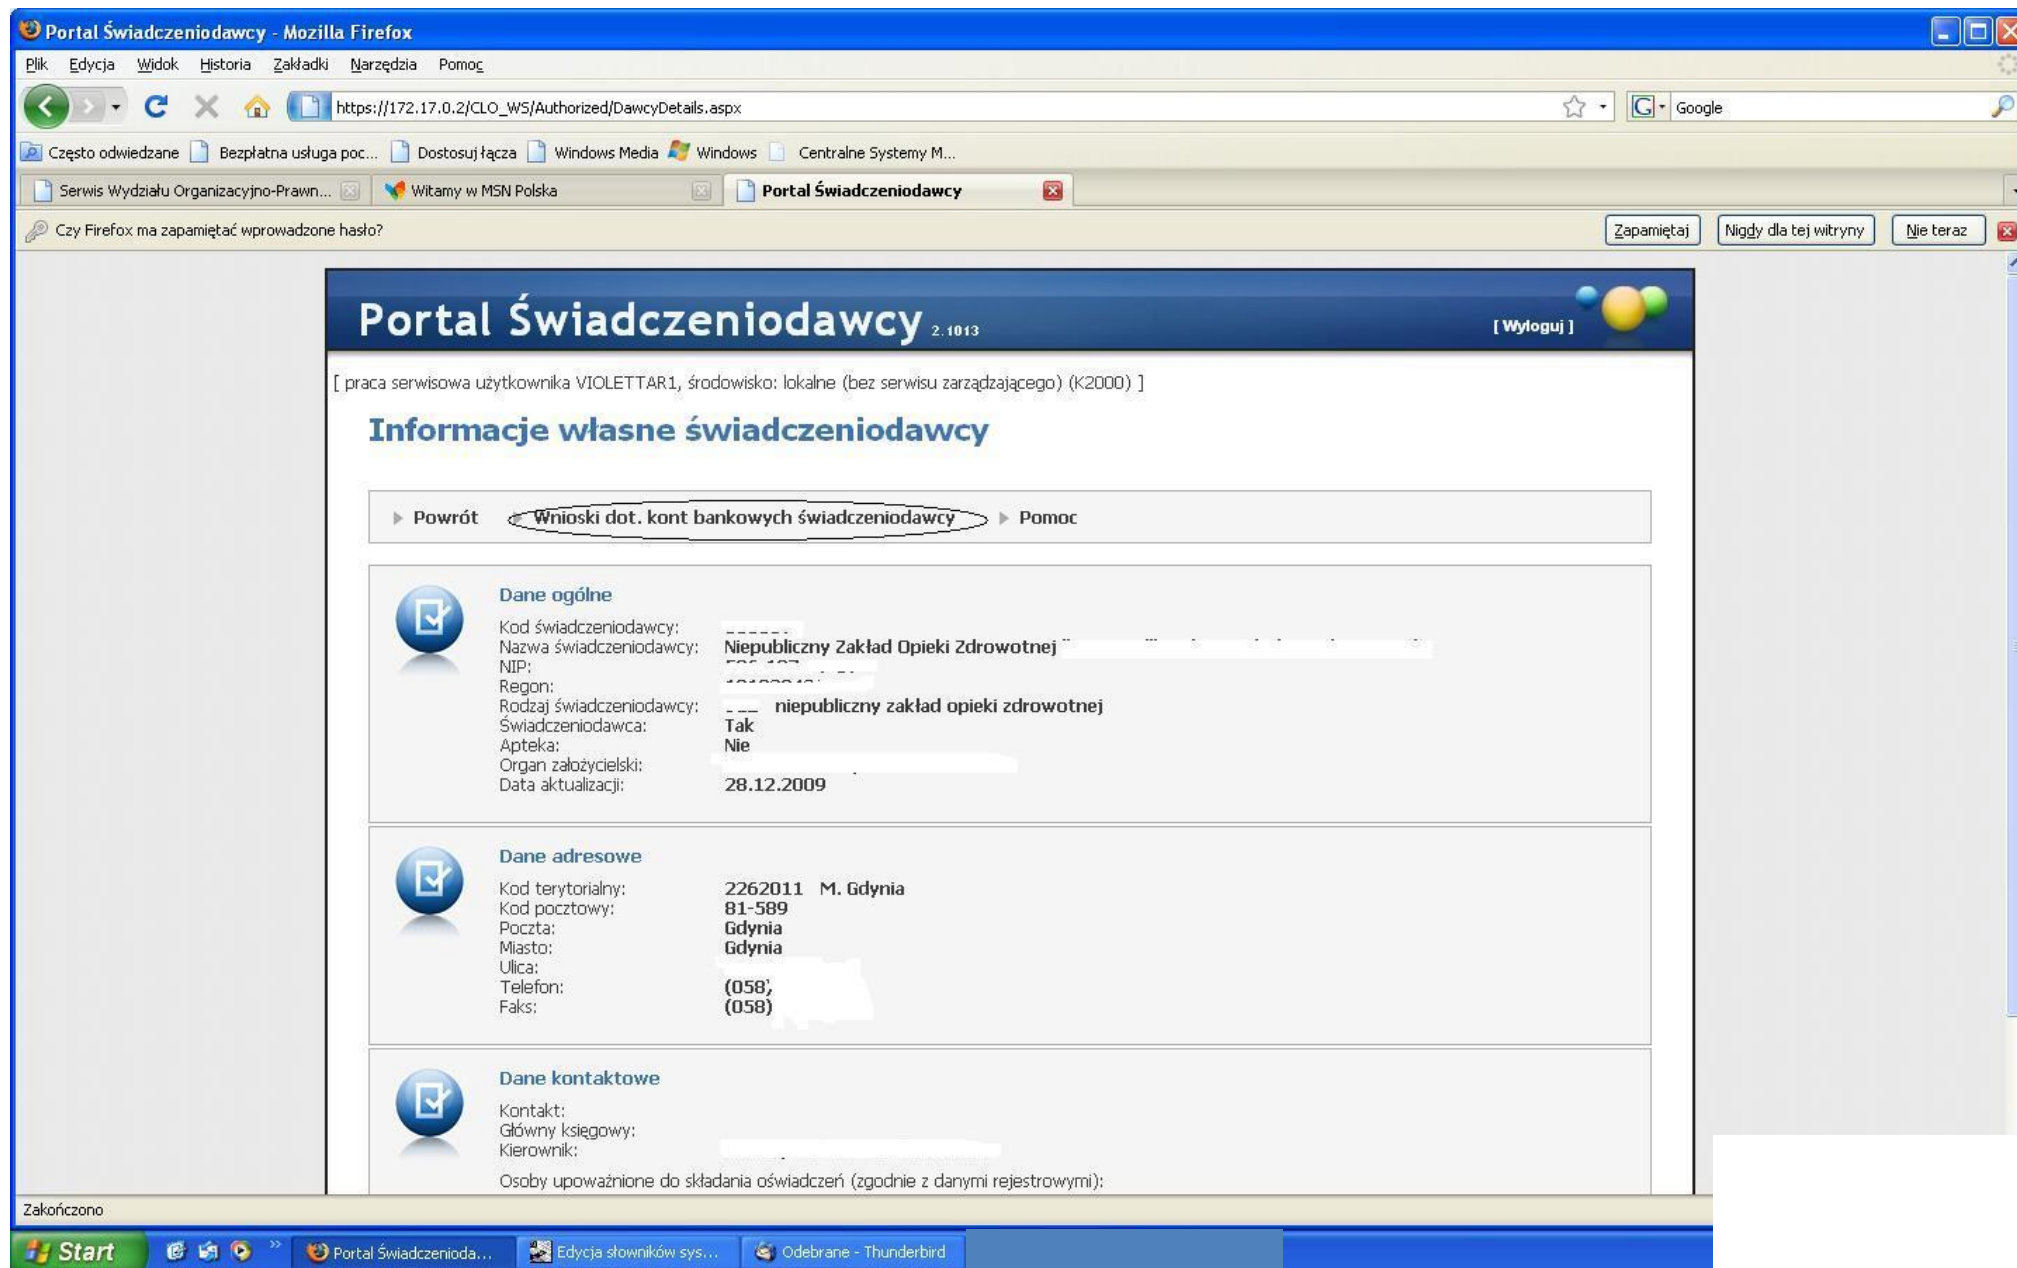 Portal Świadczeniodawcy - Mozilla Firefox
Plik Edycja Widok Historia Zakładki Narzędzia Pomoc
https://172.17.0.2/CLO_WS/Authorized/DawcyDetails.aspx Google
Często odwiedzane Bezpłatna usługa poc... Dostosuj łącza Windows Media Windows Centralne Systemy M...
Serwis Wydziału Organizacyjno-Prawn... Witamy w MSN Polska Portal Świadczeniodawcy
Czy Firefox ma zapamiętać wprowadzone hasło? Zapamiętaj Nigdy dla tej witryny Nie teraz
Portal Świadczeniodawcy 2.1013 [ Wyloguj ]
[ praca serwisowa użytkownika VIOLETTAR1, środowisko: lokalne (bez serwisu zarządzającego) (K2000) ]
Informacje własne świadczeniodawcy
Powrót Wnioski dot. kont bankowych świadczeniodawcy Pomoc
Dane ogólne
Kod świadczeniodawcy:
Nazwa świadczeniodawcy: Niepubliczny Zakład Opieki Zdrowotnej
NIP:
Regon:
Rodzaj świadczeniodawcy: niepubliczny zakład opieki zdrowotnej
Świadczeniodawca: Tak
Apteka: Nie
Organ założycielski:
Data aktualizacji: 28.12.2009
Dane adresowe
Kod terytorialny: 2262011 M. Gdynia
Kod pocztowy: 81-589
Poczta: Gdynia
Miasto: Gdynia
Ulica:
Telefon: (058)
Faks: (058)
Dane kontaktowe
Kontakt:
Główny księgowy:
Kierownik:
Osoby upoważnione do składania oświadczeń (zgodnie z danymi rejestrowymi):
Zakończono
Start Portal Świadczenioda... Edycja słowników sys... Odebrane - Thunderbird